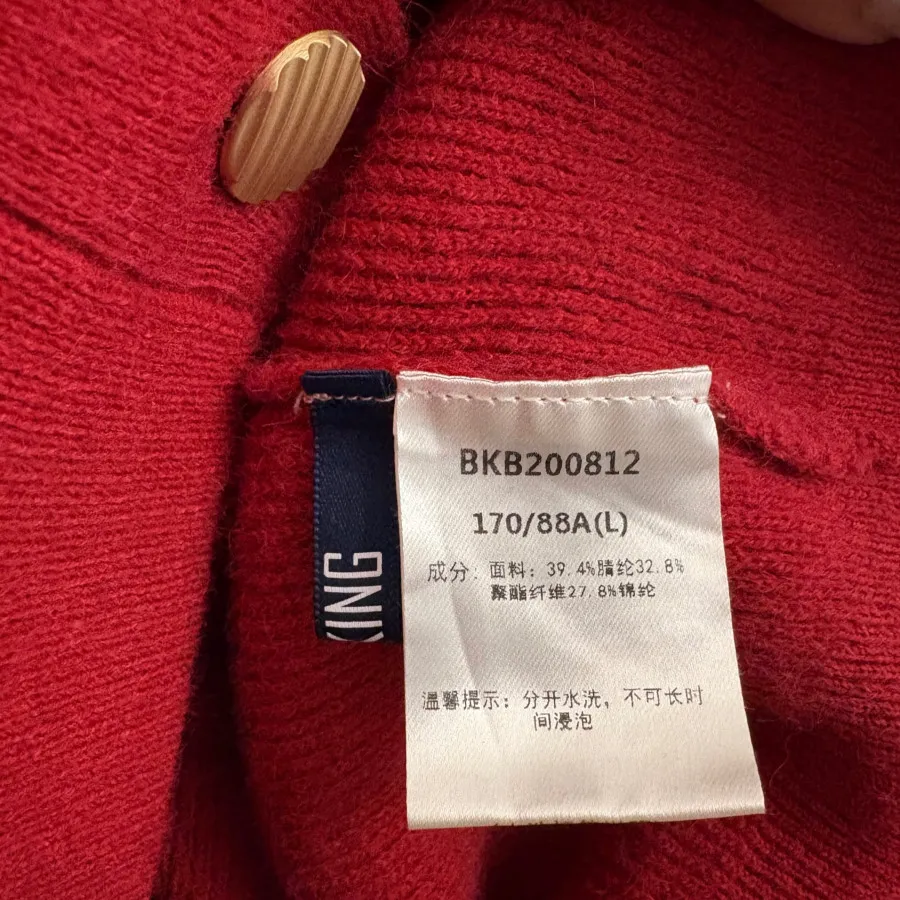 BKB200812
170/88A(L)
成分: 面料: 39.4%腈纶32.8%
聚酯纤维27.8%锦纶
温馨提示: 分开水洗, 不可长时
间浸泡
KING